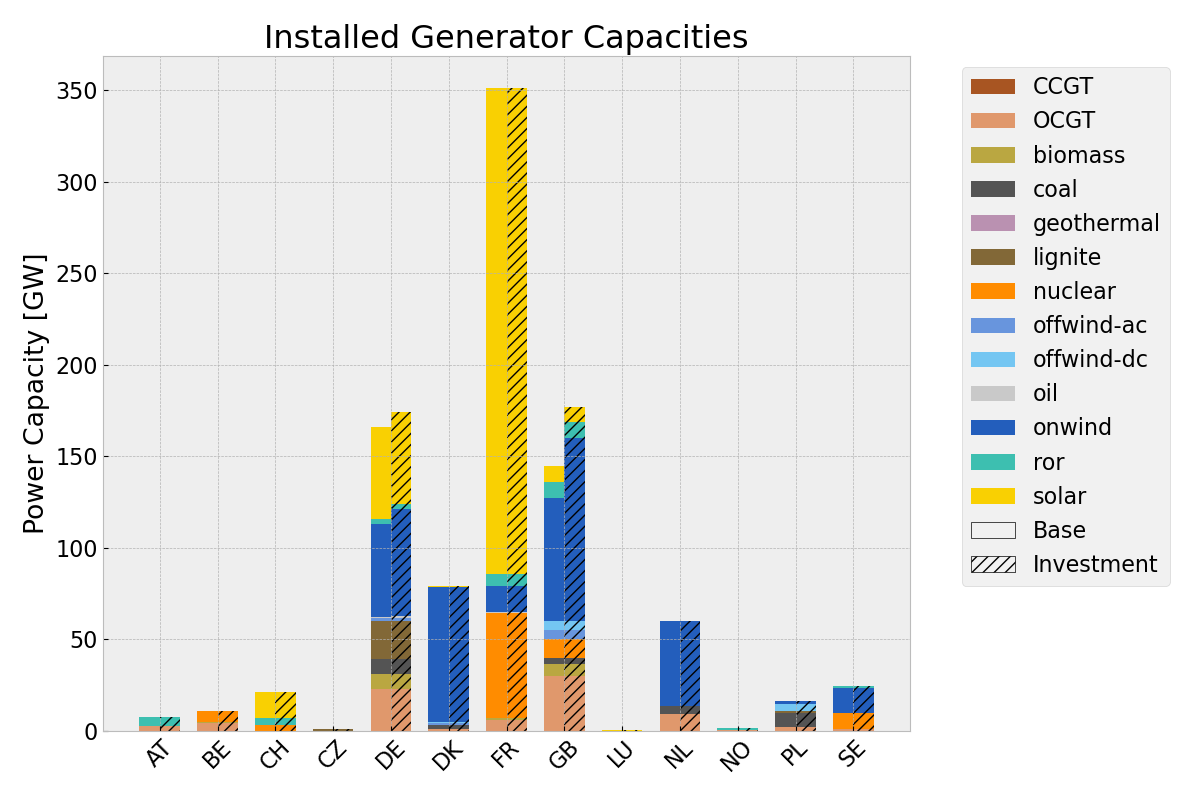 Installed Generator Capacities
Power Capacity [GW]
350
300
250
200
150
100
50
0
AT
BE
CH
CZ
DE
DK
FR
GB
LU
NL
NO
PL
SE
CCGT
OCGT
biomass
coal
geothermal
lignite
nuclear
offwind-ac
offwind-dc
oil
onwind
ror
solar
Base
Investment